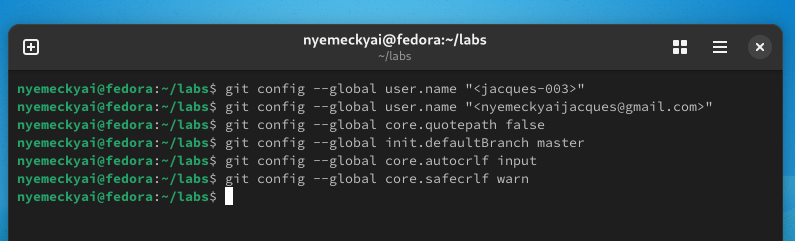 nyemeckyai@fedora:~/labs
~/labs
nyemeckyai@fedora:~/labs$ git config --global user.name "<jacques-003>"
nyemeckyai@fedora:~/labs$ git config --global user.name "<nyemeckyaijacques@gmail.com>"
nyemeckyai@fedora:~/labs$ git config --global core.quotepath false
nyemeckyai@fedora:~/labs$ git config --global init.defaultBranch master
nyemeckyai@fedora:~/labs$ git config --global core.autocrlf input
nyemeckyai@fedora:~/labs$ git config --global core.safecrlf warn
nyemeckyai@fedora:~/labs$